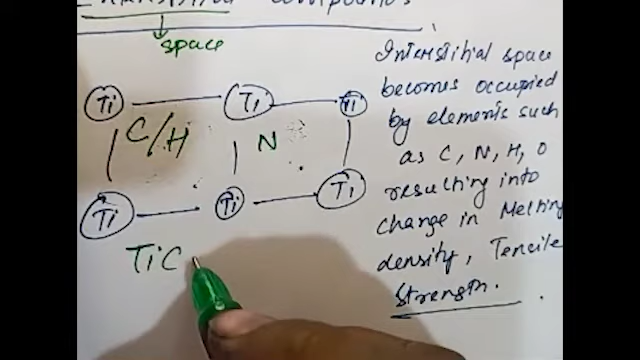 Interstitial compounds
space
Ti Ti Ti
C/H N
Ti Ti Ti
TiC
Interstitial space
becomes occupied
by elements such
as C, N, H, O
resulting into
change in Melting
density, Tencile
Strength.